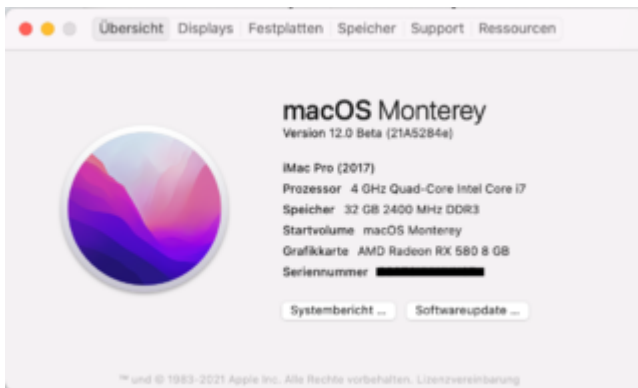 Übersicht Displays Festplatten Speicher Support Ressourcen
macOS Monterey
Version 12.0 Beta (21A5284e)
iMac Pro (2017)
Prozessor 4 GHz Quad-Core Intel Core i7
Speicher 32 GB 2400 MHz DDR3
Startvolume macOS Monterey
Grafikkarte AMD Radeon RX 580 8 GB
Seriennummer
Systembericht ... Softwareupdate ...
™ und © 1983-2021 Apple Inc. Alle Rechte vorbehalten. Lizenzvereinbarung